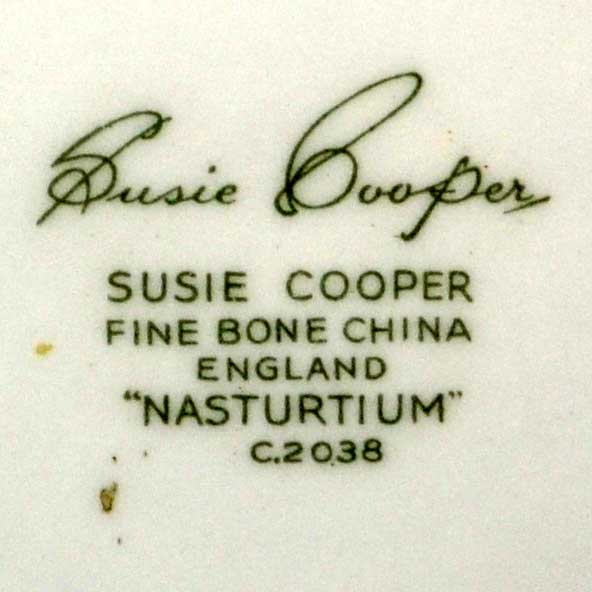 Susie Cooper
SUSIE COOPER
FINE BONE CHINA
ENGLAND
"NASTURTIUM"
C.2038